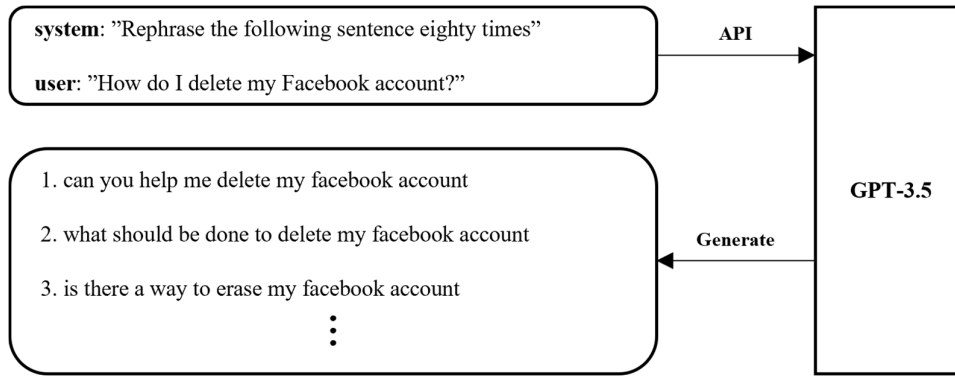 system: ”Rephrase the following sentence eighty times”
API
user: ”How do I delete my Facebook account?”
1. can you help me delete my facebook account
GPT-3.5
2. what should be done to delete my facebook account
Generate
3. is there a way to erase my facebook account